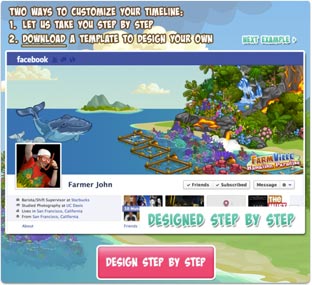 TWO WAYS TO CUSTOMIZE YOUR TIMELINE;
1. LET US TAKE YOU STEP BY STEP
2. DOWNLOAD A TEMPLATE TO DESIGN YOUR OWN
NEXT EXAMPLE >
facebook
FARMVILLE
Farmer John
✓ Friends
✓ Subscribed
Message
Barista/Shift Supervisor at Starbucks
Studied Photography at UC Davis
Lives in San Francisco, California
From San Francisco, California
About
Friends
DESIGNED STEP BY STEP
DESIGN STEP BY STEP